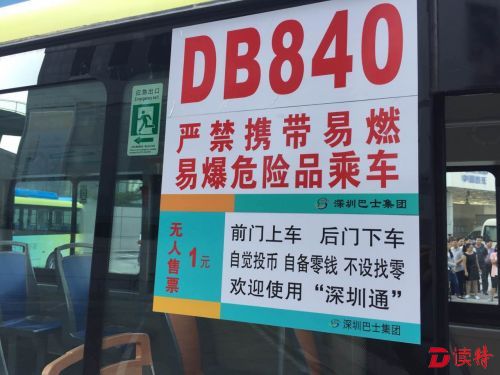 DB840
应急出口
Emergency exit
严禁携带易燃
易爆危险品乘车
深圳巴士集团
无人售票
1元
前门上车 后门下车
自觉投币 自备零钱 不设找零
欢迎使用“深圳通”
深圳巴士集团
读特